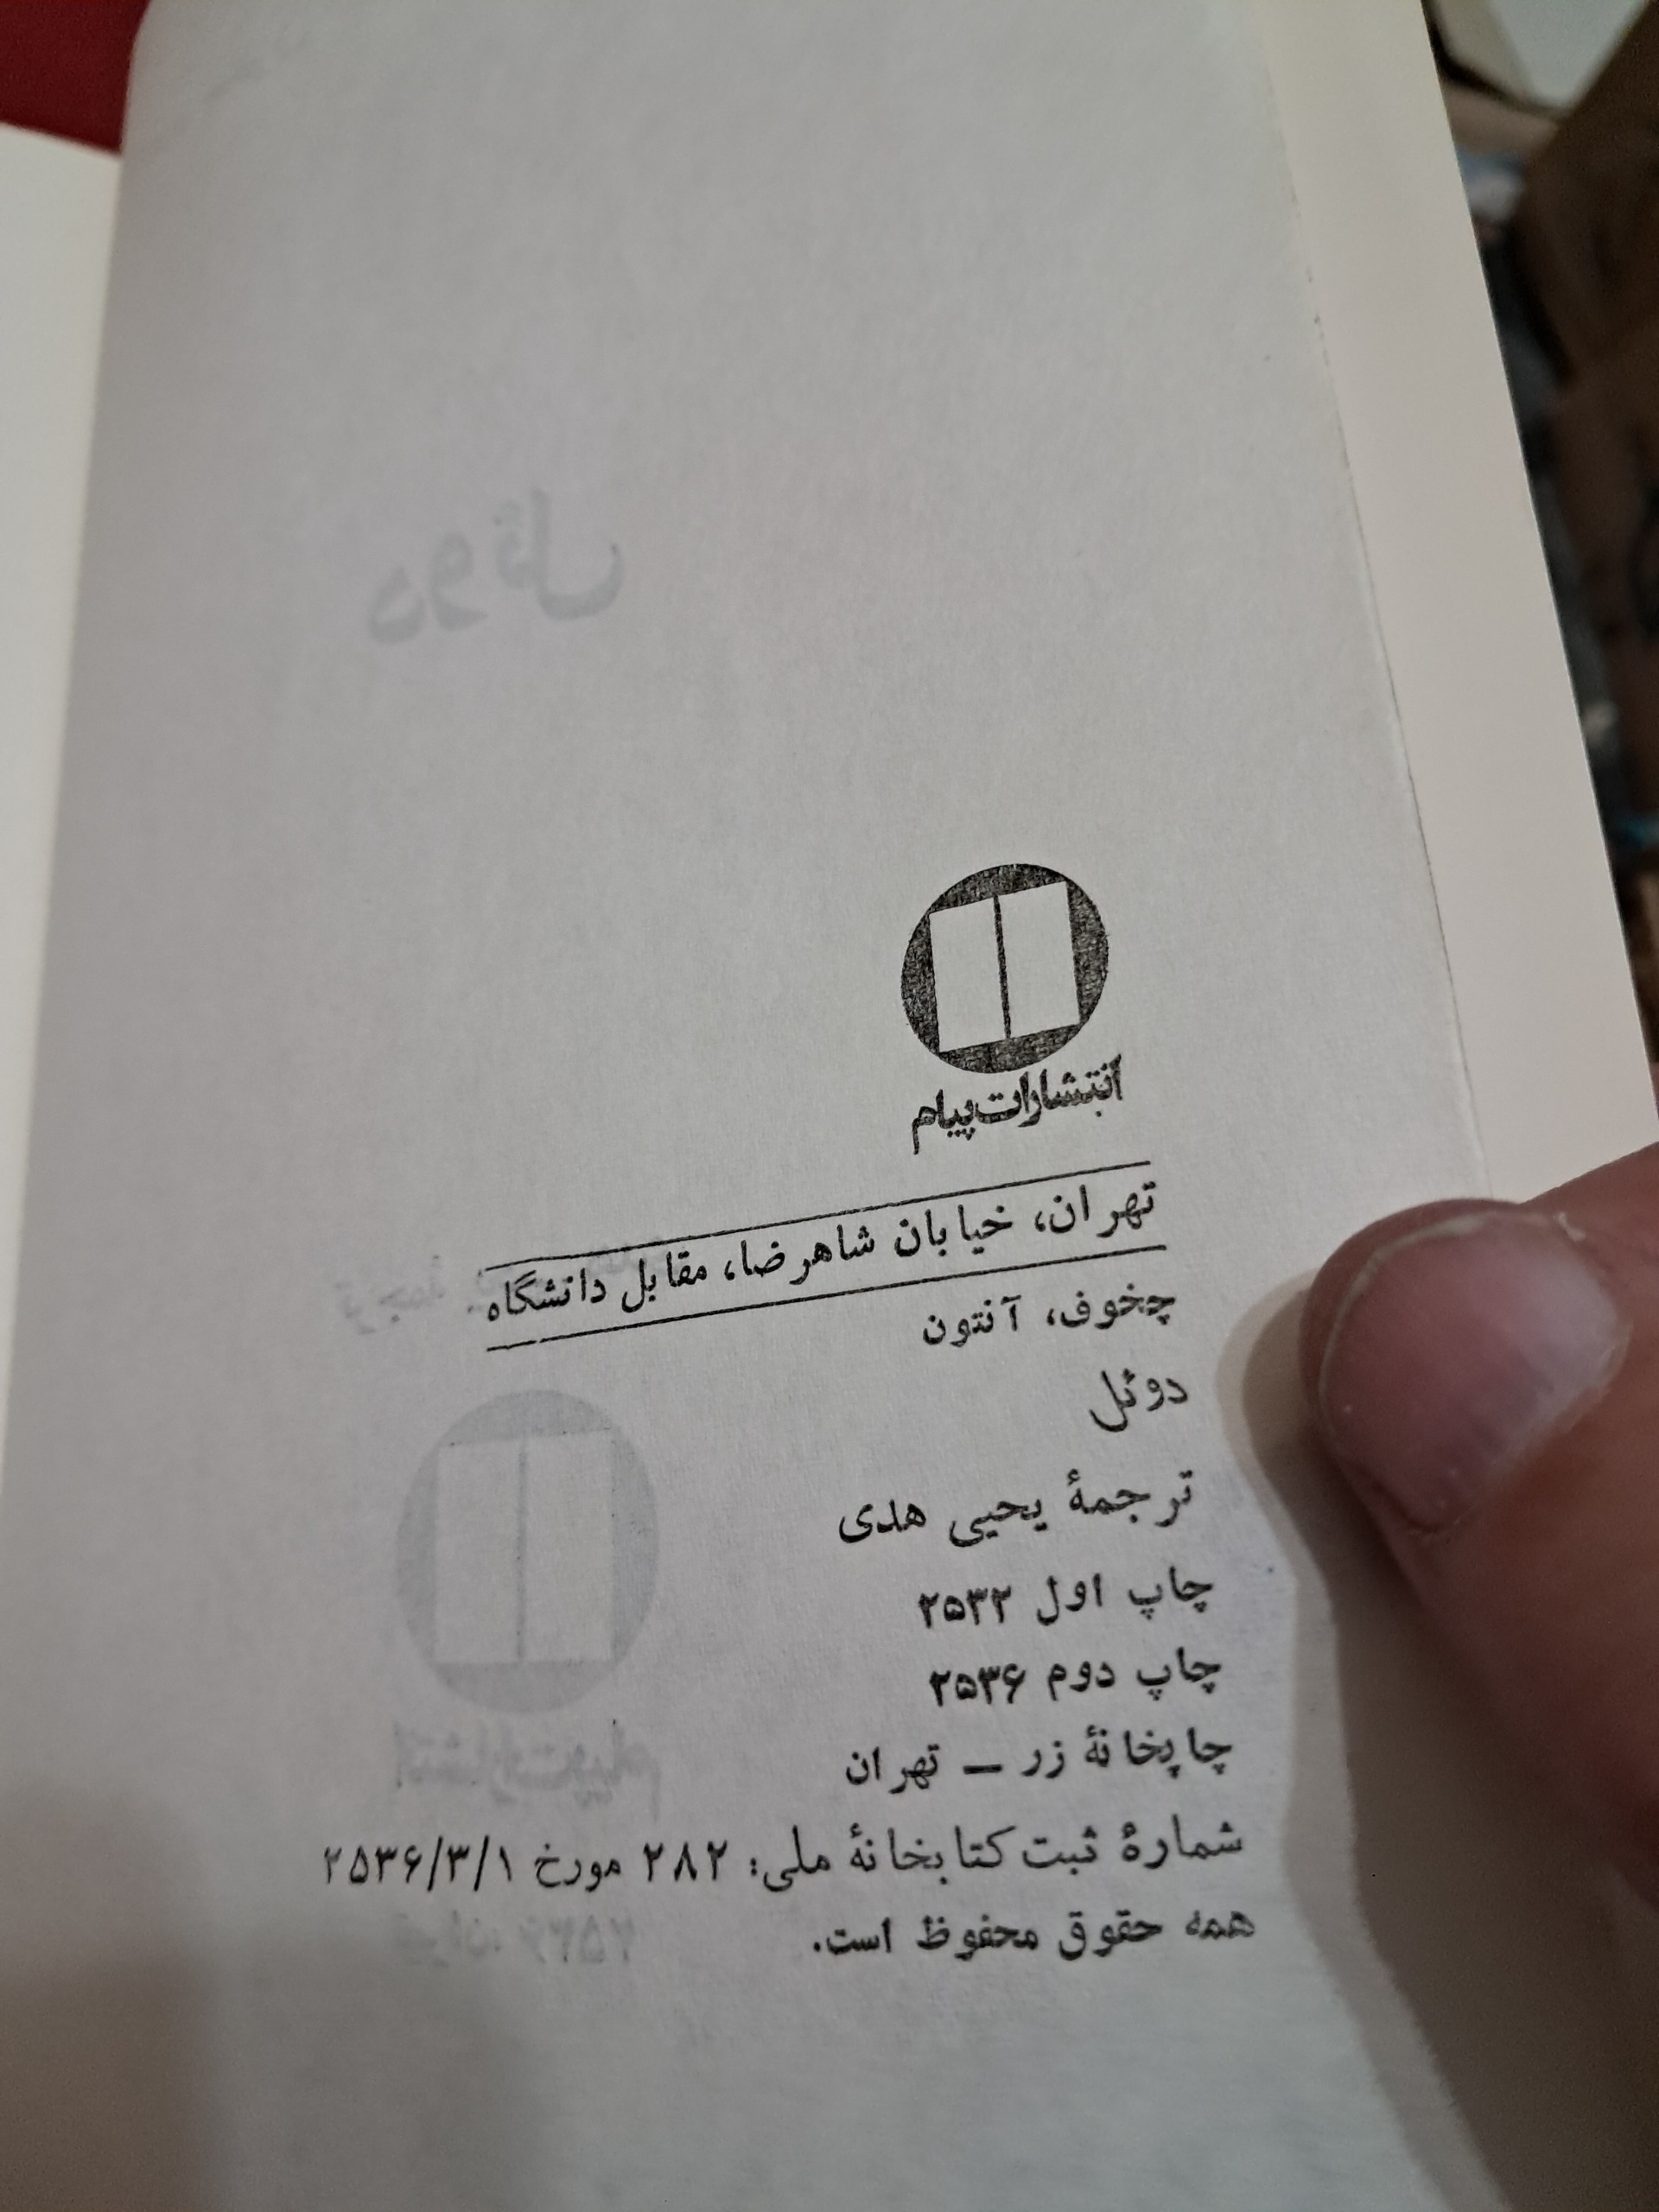 انتشارات پیام
تهران، خیابان شاهرضا، مقابل دانشگاه
چخوف، آنتون
دوئل
ترجمهٔ یحیی هدی
چاپ اول ۲۵۳۲
چاپ دوم ۲۵۳۶
چاپخانهٔ زر – تهران
شمارهٔ ثبت کتابخانهٔ ملی: ۲۸۲ مورخ ۲۵۳۶/۳/۱
همه حقوق محفوظ است.